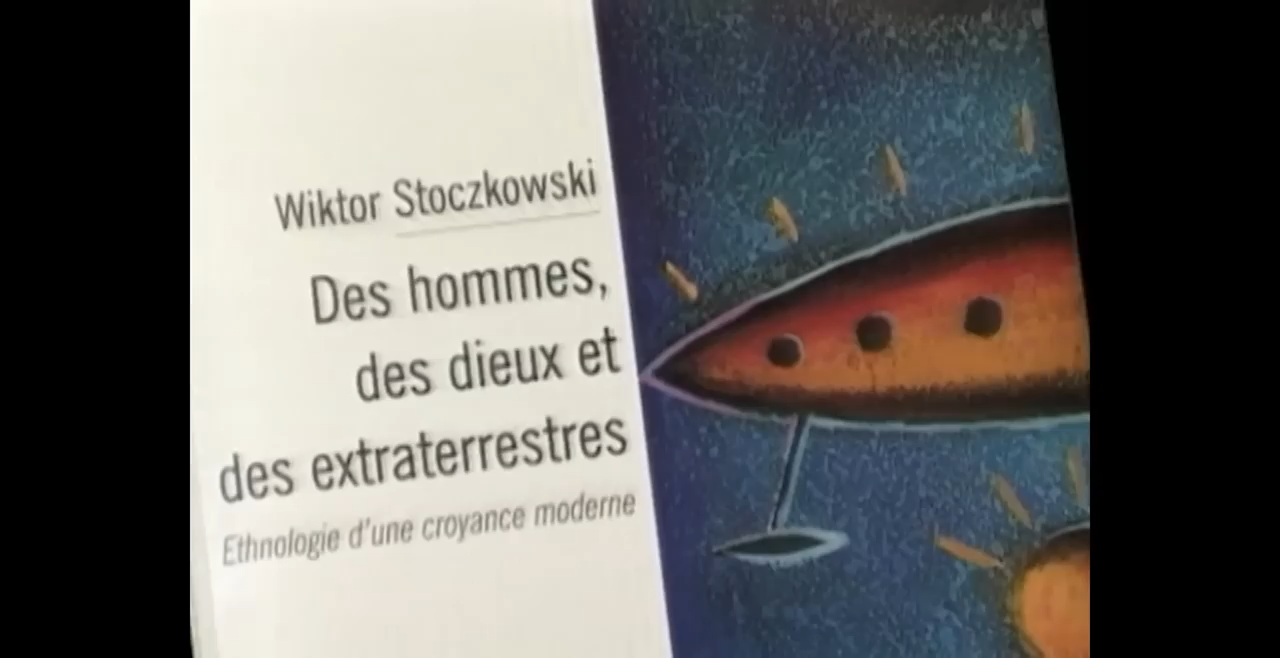 Wiktor Stoczkowski
Des hommes,
des dieux et
des extraterrestres
Ethnologie d'une croyance moderne